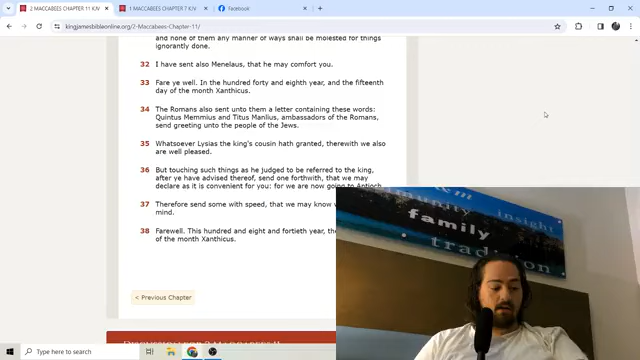 2 MACCABEES CHAPTER 11 KJV
1 MACCABEES CHAPTER 7 KJV
Facebook
kingjamesbibleonline.org/2-Maccabees-Chapter-11/
and none of them any manner of ways shall be molested for things
ignorantly done.
32 I have sent also Menelaus, that he may comfort you.
33 Fare ye well. In the hundred forty and eighth year, and the fifteenth
day of the month Xanthicus.
34 The Romans also sent unto them a letter containing these words:
Quintus Memmius and Titus Manlius, ambassadors of the Romans,
send greeting unto the people of the Jews.
35 Whatsoever Lysias the king's cousin hath granted, therewith we also
are well pleased.
36 But touching such things as he judged to be referred to the king,
after ye have advised thereof, send one forthwith, that we may
declare as it is convenient for you: for we are now going to Antioch
37 Therefore send some with speed, that we may know
mind.
38 Farewell. This hundred and eight and fortieth year, the
of the month Xanthicus.
< Previous Chapter
insight
community
family
tradition
Type here to search